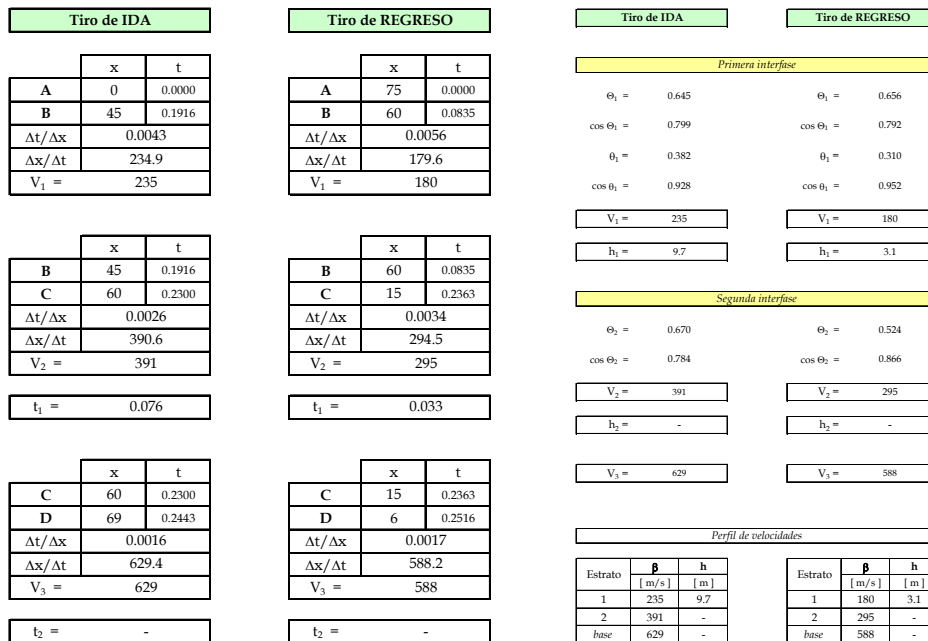 Tiro de IDA
x t
A 0 0.0000
B 45 0.1916
Δt/Δx 0.0043
Δx/Δt 234.9
V₁ = 235
x t
B 45 0.1916
C 60 0.2300
Δt/Δx 0.0026
Δx/Δt 390.6
V₂ = 391
t₁ = 0.076
x t
C 60 0.2300
D 69 0.2443
Δt/Δx 0.0016
Δx/Δt 629.4
V₃ = 629
t₂ = -
Tiro de REGRESO
x t
A 75 0.0000
B 60 0.0835
Δt/Δx 0.0056
Δx/Δt 179.6
V₁ = 180
x t
B 60 0.0835
C 15 0.2363
Δt/Δx 0.0034
Δx/Δt 294.5
V₂ = 295
t₁ = 0.033
x t
C 15 0.2363
D 6 0.2516
Δt/Δx 0.0017
Δx/Δt 588.2
V₃ = 588
t₂ = -
Tiro de IDA Tiro de REGRESO
Primera interfase
Θ₁ = 0.645 Θ₁ = 0.656
cos Θ₁ = 0.799 cos Θ₁ = 0.792
θ₁ = 0.382 θ₁ = 0.310
cos θ₁ = 0.928 cos θ₁ = 0.952
V₁ = 235 V₁ = 180
h₁ = 9.7 h₁ = 3.1
Segunda interfase
Θ₂ = 0.670 Θ₂ = 0.524
cos Θ₂ = 0.784 cos Θ₂ = 0.866
V₂ = 391 V₂ = 295
h₂ = - h₂ = -
V₃ = 629 V₃ = 588
Perfil de velocidades
Estrato β h Estrato β h
[ m/s ] [ m ] [ m/s ] [ m ]
1 235 9.7 1 180 3.1
2 391 - 2 295 -
base 629 - base 588 -